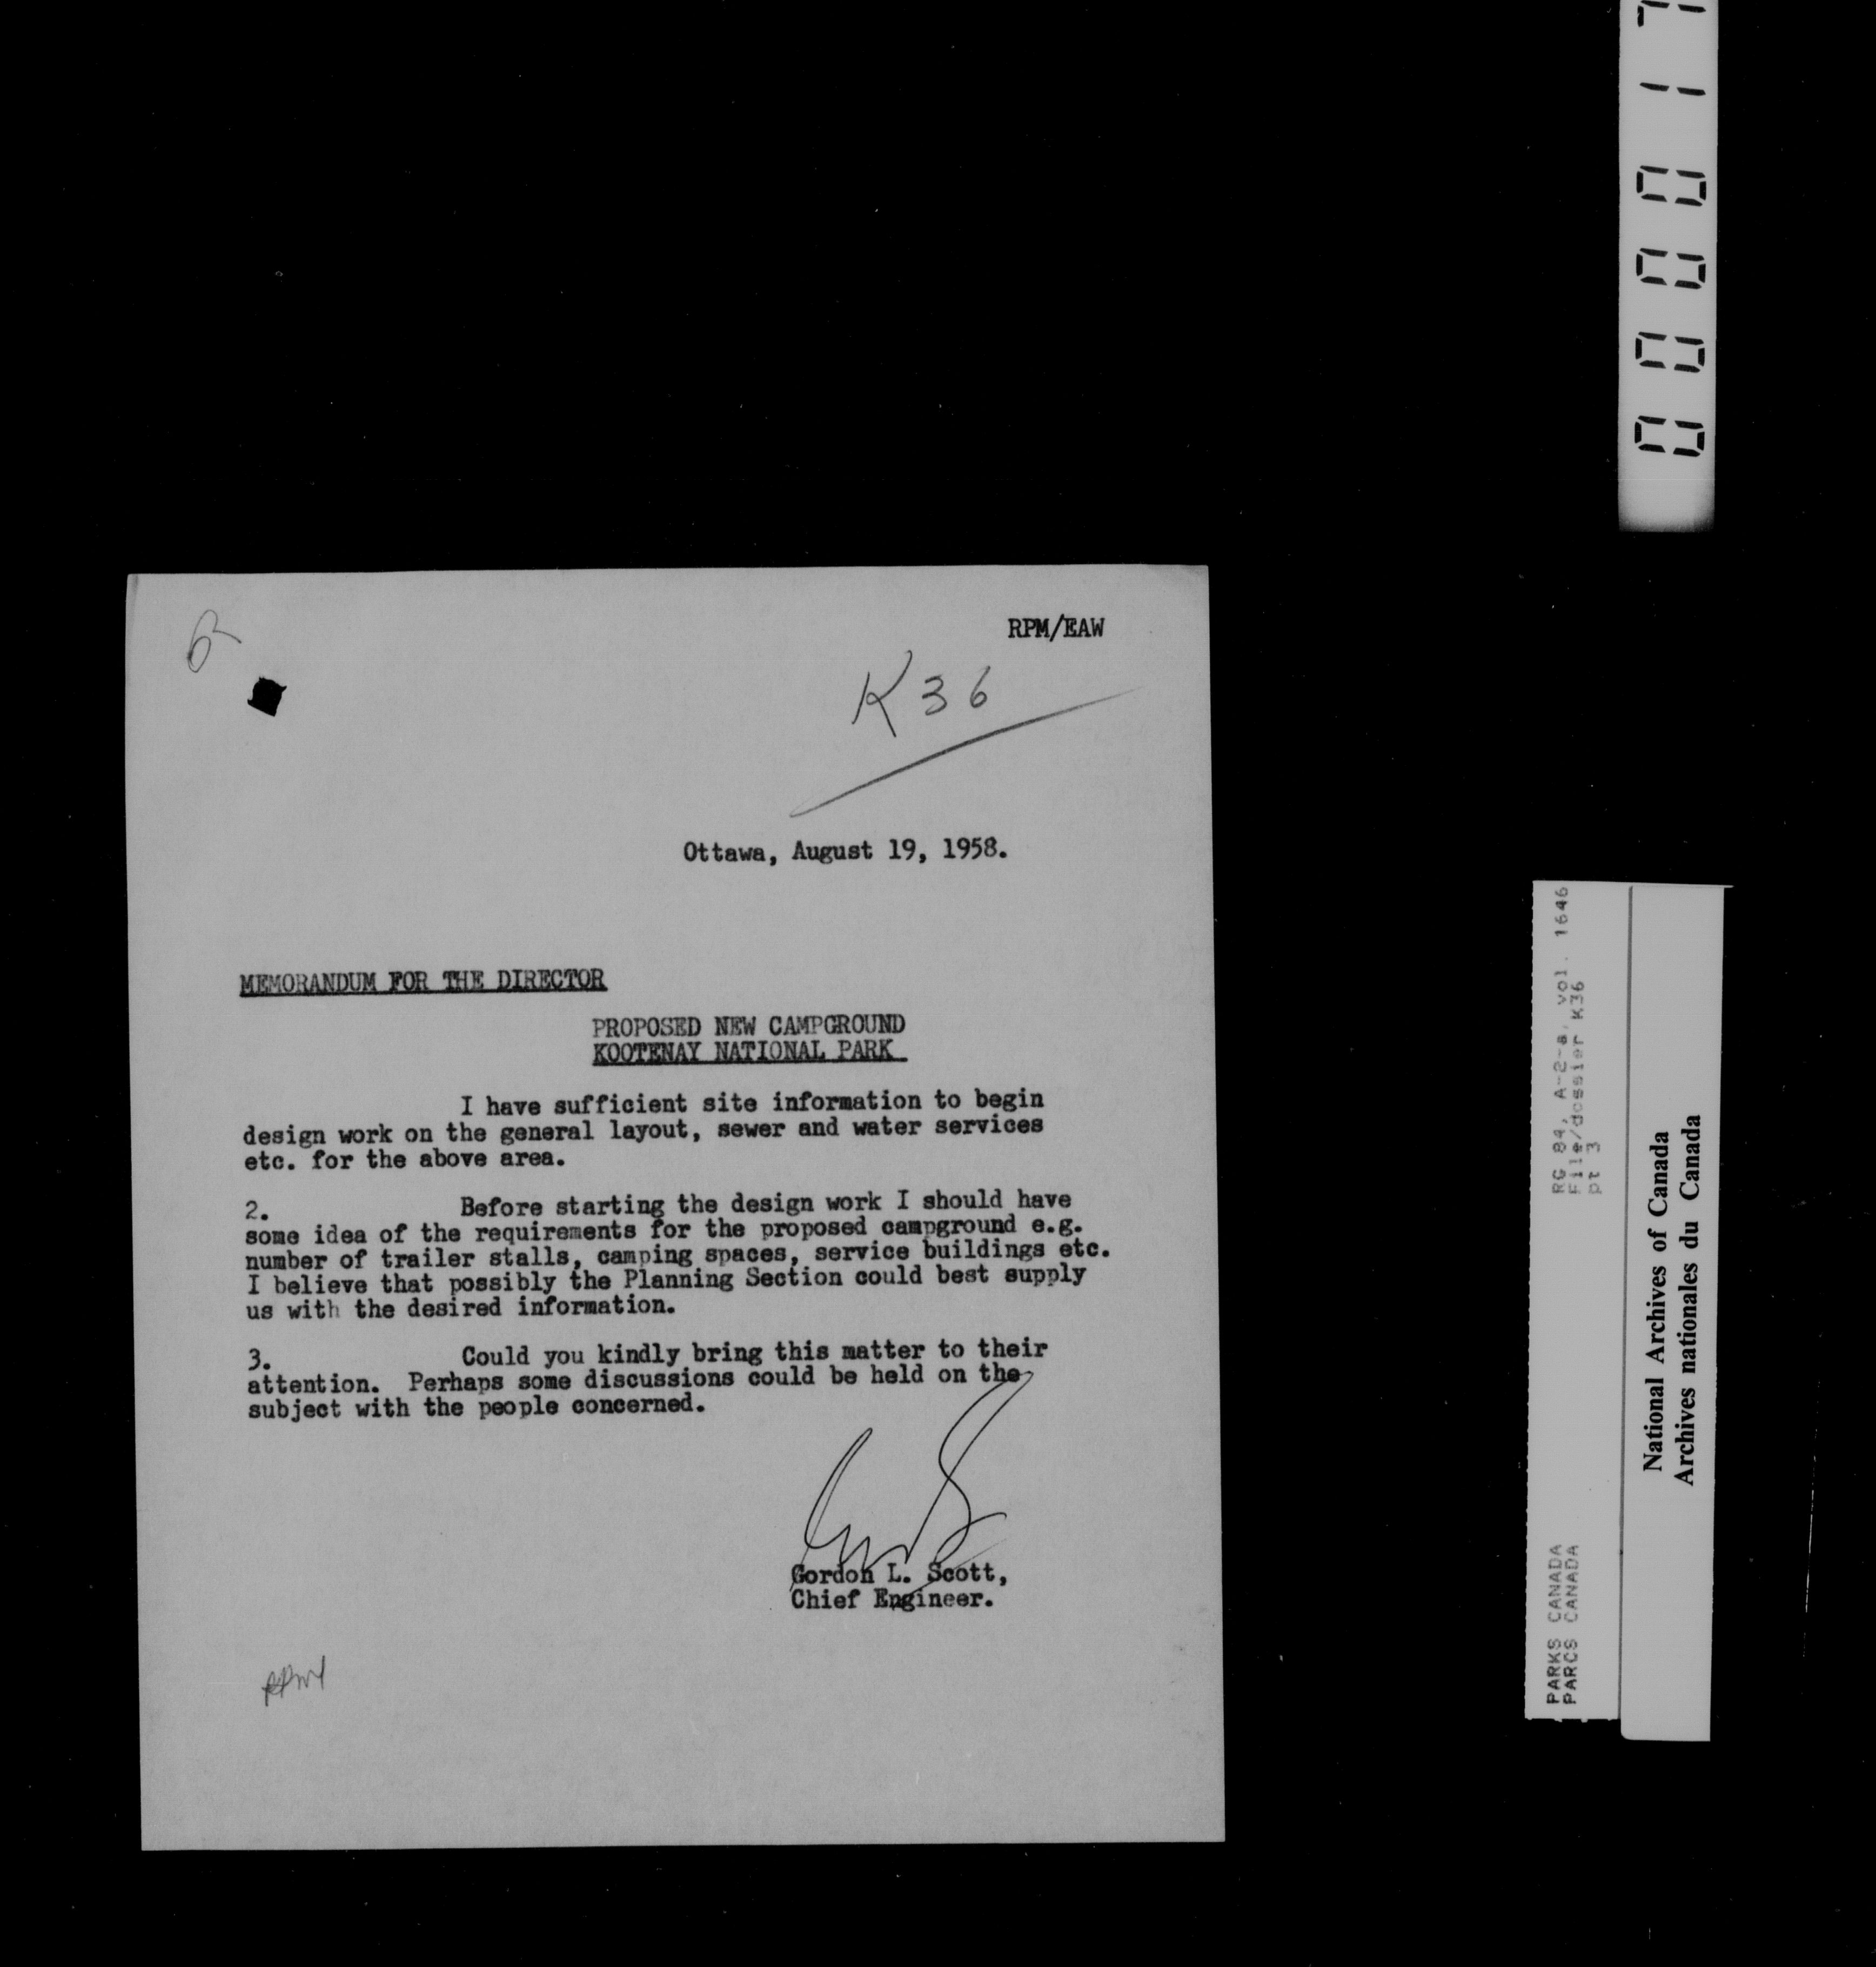 RPM/EAW
K36
Ottawa, August 19, 1958.
MEMORANDUM FOR THE DIRECTOR
PROPOSED NEW CAMPGROUND
KOOTENAY NATIONAL PARK
I have sufficient site information to begin
design work on the general layout, sewer and water services
etc. for the above area.
2. Before starting the design work I should have
some idea of the requirements for the proposed campground e.g.
number of trailer stalls, camping spaces, service buildings etc.
I believe that possibly the Planning Section could best supply
us with the desired information.
3. Could you kindly bring this matter to their
attention. Perhaps some discussions could be held on the
subject with the people concerned.
Gordon L. Scott,
Chief Engineer.
RPM
RG 84, A-2-a, vol. 1646
File/dossier K36
pt 3
PARKS CANADA
PARCS CANADA
National Archives of Canada
Archives nationales du Canada